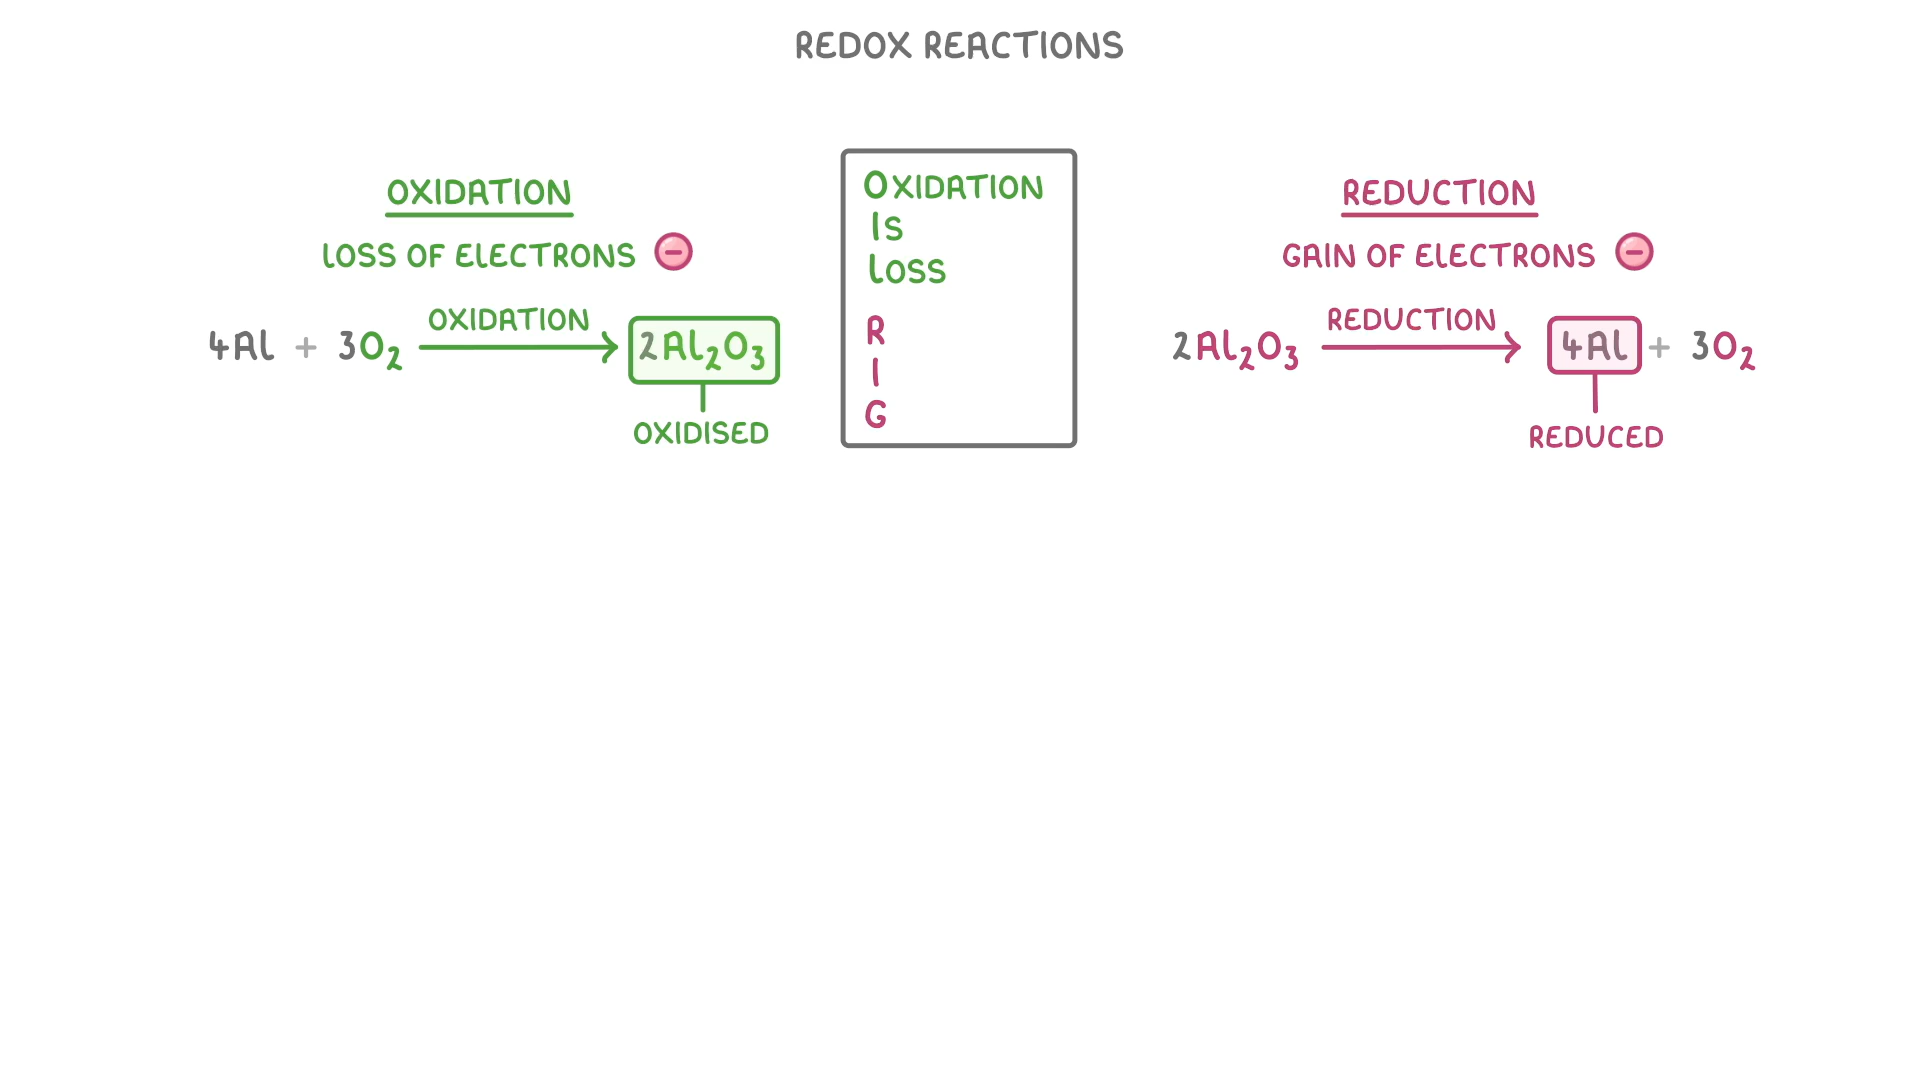 REDOX REACTIONS
OXIDATION
LOSS OF ELECTRONS −
4Al + 3O₂ OXIDATION → 2Al₂O₃
OXIDISED
OXIDATION
IS
LOSS
R
I
G
REDUCTION
GAIN OF ELECTRONS −
2Al₂O₃ REDUCTION → 4Al + 3O₂
REDUCED